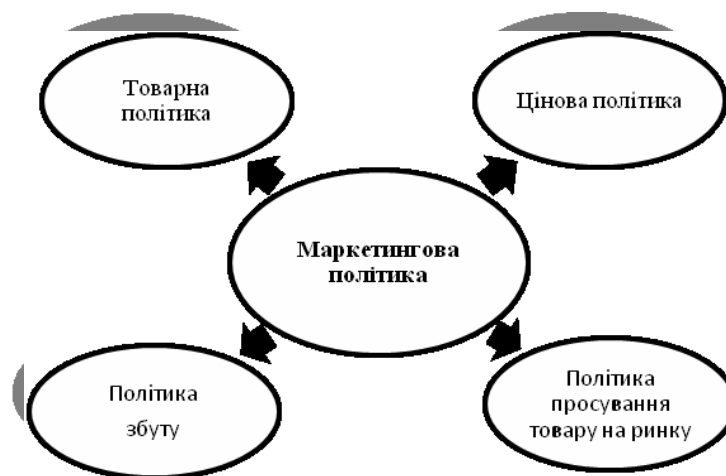 Товарна
політика
Цінова політика
Маркетингова
політика
Політика
збуту
Політика
просування
товару на ринку